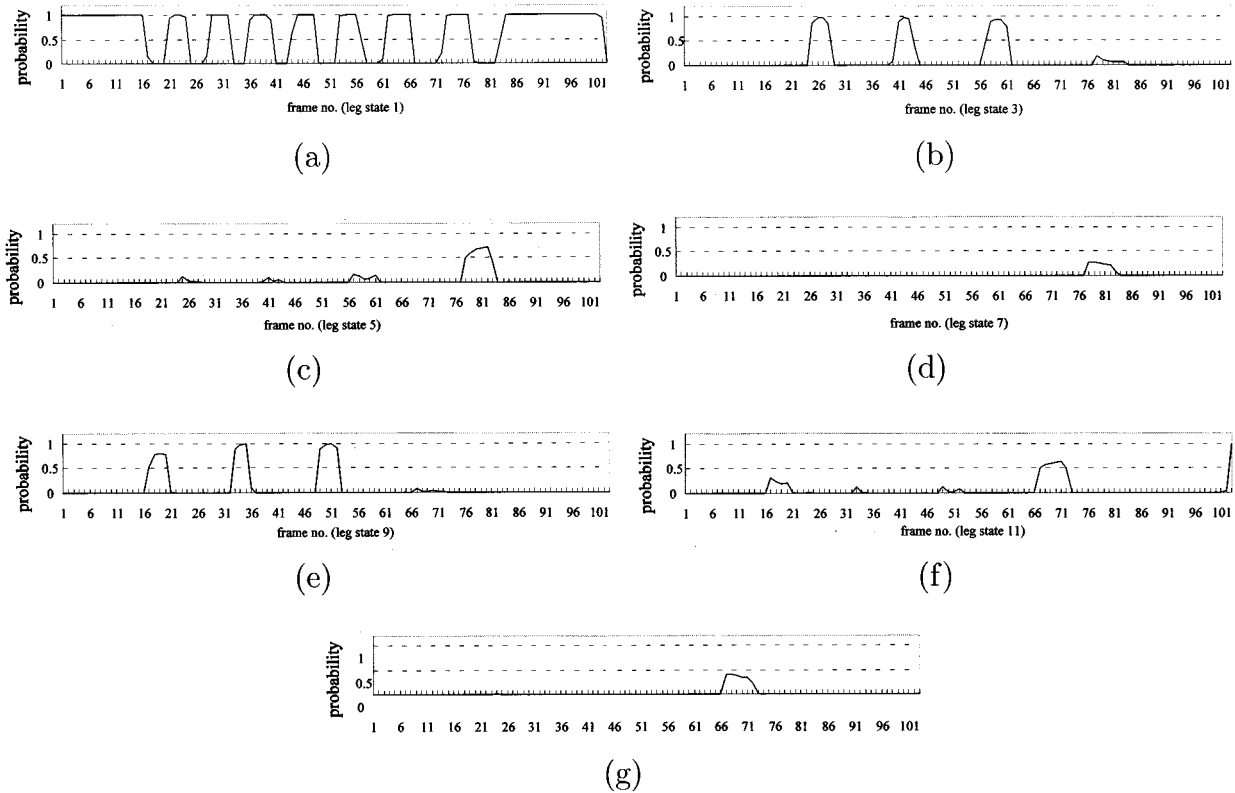 probability
1
0.5
0
1 6 11 16 21 26 31 36 41 46 51 56 61 66 71 76 81 86 91 96 101
frame no. (leg state 1)
(a)
probability
1
0.5
0
1 6 11 16 21 26 31 36 41 46 51 56 61 66 71 76 81 86 91 96 101
frame no. (leg state 3)
(b)
probability
1
0.5
0
1 6 11 16 21 26 31 36 41 46 51 56 61 66 71 76 81 86 91 96 101
frame no. (leg state 5)
(c)
probability
1
0.5
0
1 6 11 16 21 26 31 36 41 46 51 56 61 66 71 76 81 86 91 96 101
frame no. (leg state 7)
(d)
probability
1
0.5
0
1 6 11 16 21 26 31 36 41 46 51 56 61 66 71 76 81 86 91 96 101
frame no. (leg state 9)
(e)
probability
1
0.5
0
1 6 11 16 21 26 31 36 41 46 51 56 61 66 71 76 81 86 91 96 101
frame no. (leg state 11)
(f)
probability
1
0.5
0
1 6 11 16 21 26 31 36 41 46 51 56 61 66 71 76 81 86 91 96 101
(g)